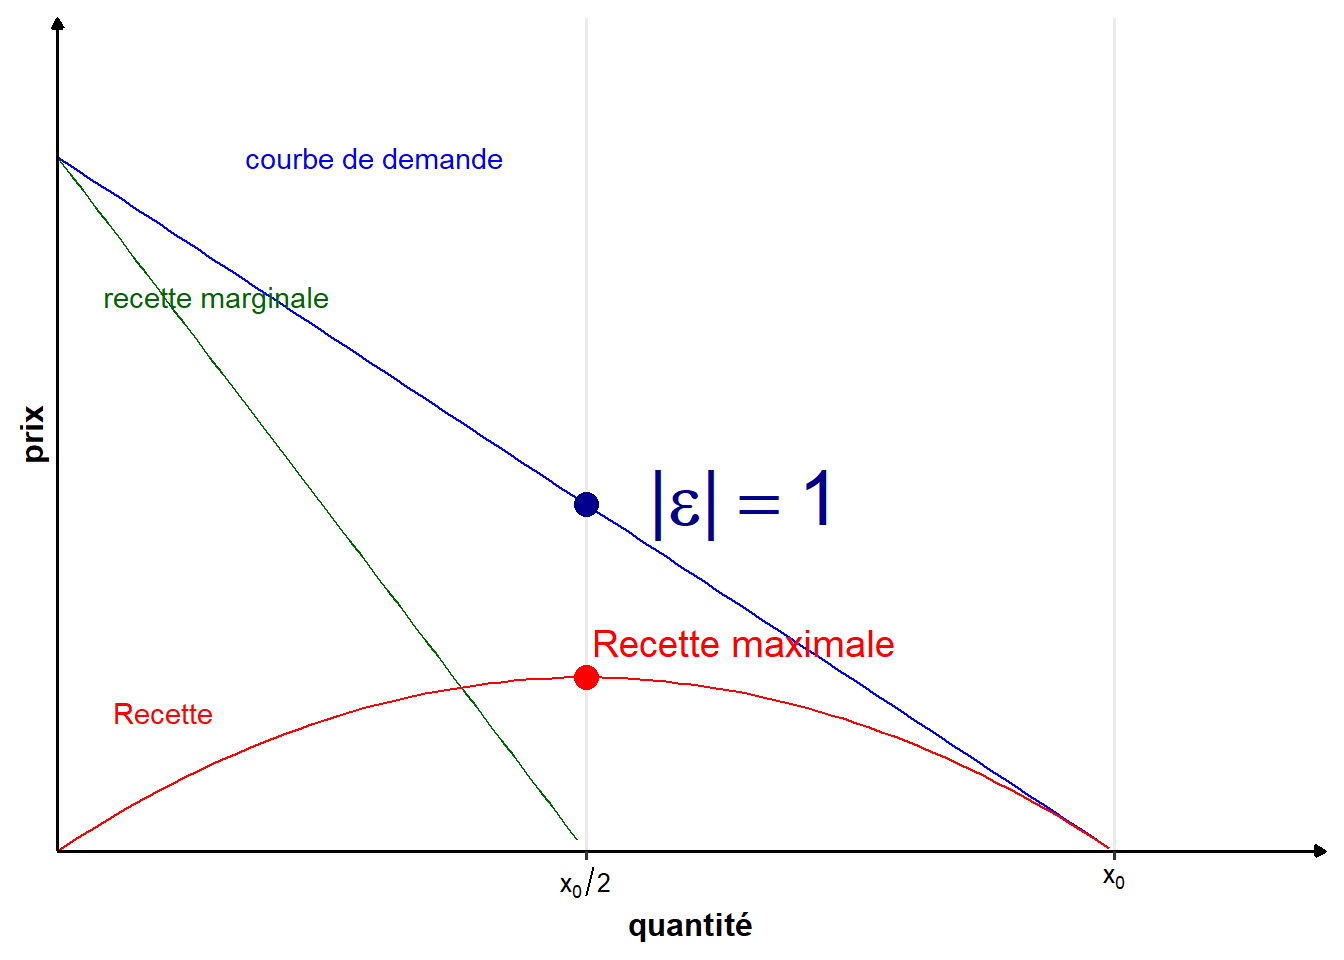 courbe de demande
recette marginale
prix
|ε| = 1
Recette maximale
Recette
x₀/2
x₀
quantité